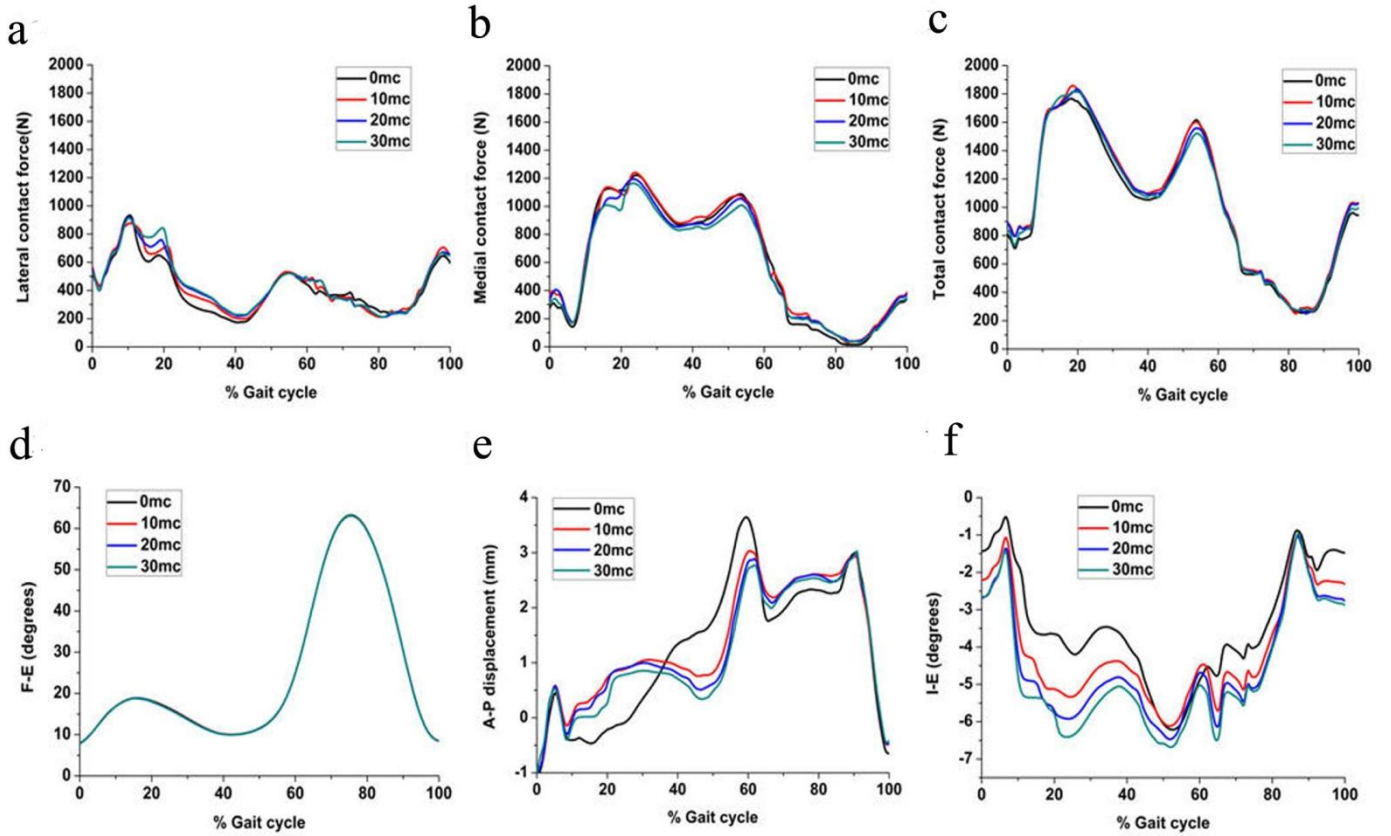 a
Lateral contact force(N)
2000
1800
1600
1400
1200
1000
800
600
400
200
0
0 20 40 60 80 100
% Gait cycle
0mc
10mc
20mc
30mc
b
Medial contact force (N)
2000
1800
1600
1400
1200
1000
800
600
400
200
0
0 20 40 60 80 100
% Gait cycle
0mc
10mc
20mc
30mc
c
Total contact force (N)
2000
1800
1600
1400
1200
1000
800
600
400
200
0
0 20 40 60 80 100
% Gait cycle
0mc
10mc
20mc
30mc
d
F-E (degrees)
70
60
50
40
30
20
10
0
0 20 40 60 80 100
% Gait cycle
0mc
10mc
20mc
30mc
e
A-P displacement (mm)
4
3
2
1
0
-1
0 20 40 60 80 100
% Gait cycle
0mc
10mc
20mc
30mc
f
I-E (degrees)
0
-1
-2
-3
-4
-5
-6
-7
0 20 40 60 80 100
% Gait cycle
0mc
10mc
20mc
30mc